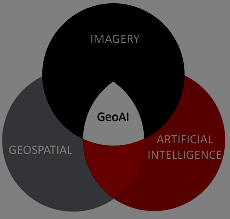 IMAGERY
GeoAI
GEOSPATIAL
ARTIFICIAL
INTELLIGENCE